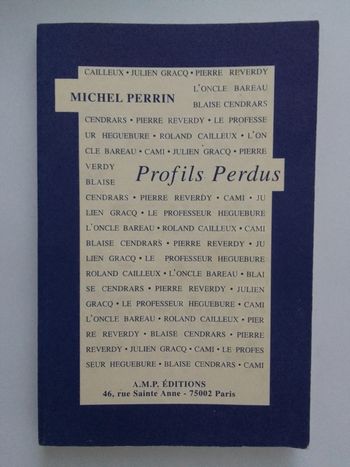 CAILLEUX • JULIEN GRACQ • PIERRE REVERDY
L'ONCLE BAREAU
MICHEL PERRIN
BLAISE CENDRARS
CENDRARS • PIERRE REVERDY • LE PROFESSE
UR HEGUEBURE • ROLAND CAILLEUX • L'ON
CLE BAREAU • CAMI • JULIEN GRACQ • PIERRE
VERDY
Profils Perdus
BLAISE
CENDRARS • PIERRE REVERDY • CAMI • JU
LIEN GRACQ • LE PROFESSEUR HEGUEBURE
L'ONCLE BAREAU • ROLAND CAILLEUX • CAMI
BLAISE CENDRARS • PIERRE REVERDY • JU
LIEN GRACQ • LE PROFESSEUR HEGUEBURE
ROLAND CAILLEUX • L'ONCLE BAREAU • BLAI
SE CENDRARS • PIERRE REVERDY • JULIEN
GRACQ • LE PROFESSEUR HEGUEBURE • CAMI
L'ONCLE BAREAU • ROLAND CAILLEUX • PIER
RE REVERDY • BLAISE CENDRARS • PIERRE
REVERDY • JULIEN GRACQ • CAMI • LE PROFES
SEUR HEGUEBURE • BLAISE CENDRARS • CAMI
A.M.P. ÉDITIONS
46, rue Sainte Anne - 75002 Paris